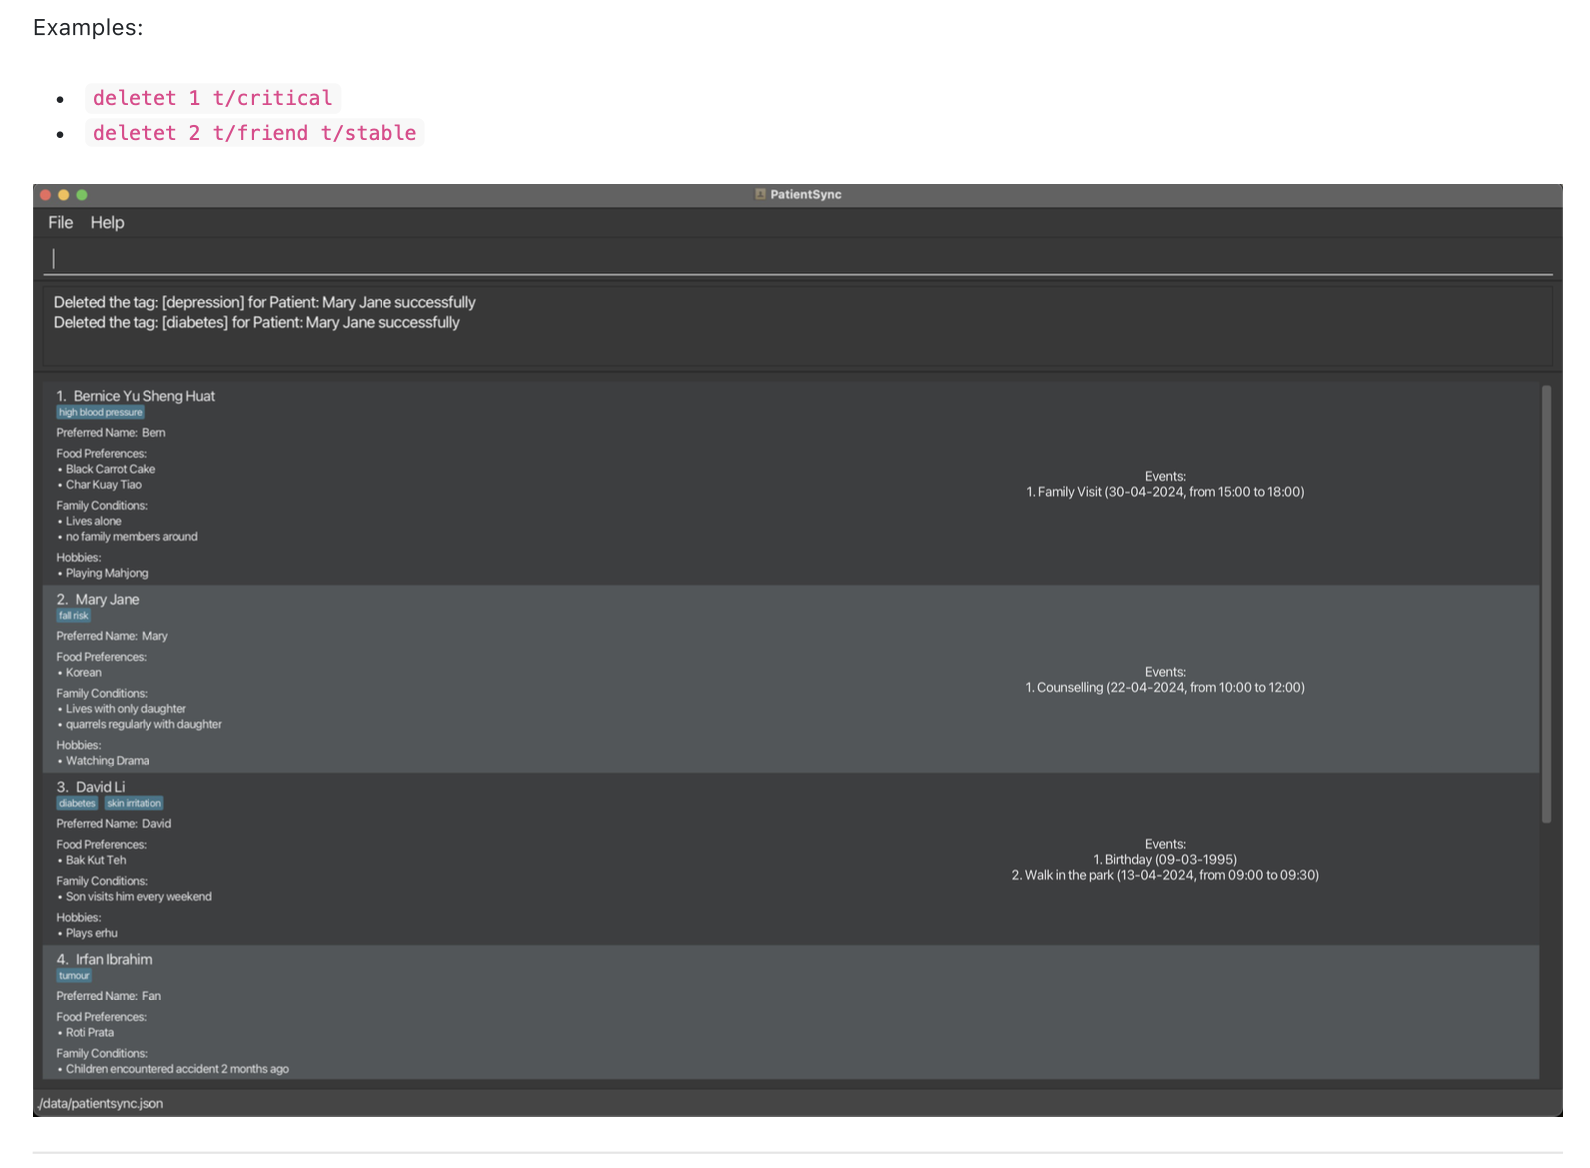 Examples:
• deletet 1 t/critical
• deletet 2 t/friend t/stable
PatientSync
File Help
Deleted the tag: [depression] for Patient: Mary Jane successfully
Deleted the tag: [diabetes] for Patient: Mary Jane successfully
1. Bernice Yu Sheng Huat
high blood pressure
Preferred Name: Bern
Food Preferences:
• Black Carrot Cake
• Char Kuay Tiao
Family Conditions:
• Lives alone
• no family members around
Hobbies:
• Playing Mahjong
Events:
1. Family Visit (30-04-2024, from 15:00 to 18:00)
2. Mary Jane
fall risk
Preferred Name: Mary
Food Preferences:
• Korean
Family Conditions:
• Lives with only daughter
• quarrels regularly with daughter
Hobbies:
• Watching Drama
Events:
1. Counselling (22-04-2024, from 10:00 to 12:00)
3. David Li
diabetes skin irritation
Preferred Name: David
Food Preferences:
• Bak Kut Teh
Family Conditions:
• Son visits him every weekend
Hobbies:
• Plays erhu
Events:
1. Birthday (09-03-1995)
2. Walk in the park (13-04-2024, from 09:00 to 09:30)
4. Irfan Ibrahim
tumour
Preferred Name: Fan
Food Preferences:
• Roti Prata
Family Conditions:
• Children encountered accident 2 months ago
./data/patientsync.json